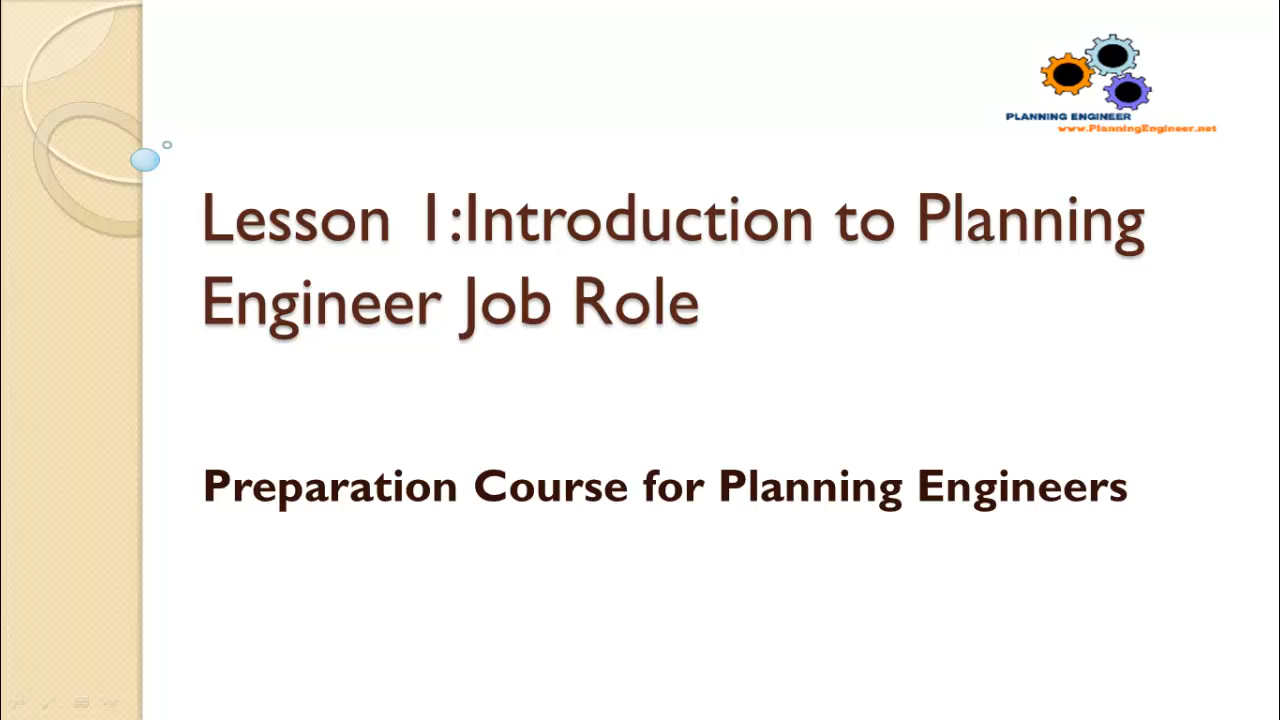 PLANNING ENGINEER
www.PlanningEngineer.net
Lesson 1:Introduction to Planning
Engineer Job Role
Preparation Course for Planning Engineers